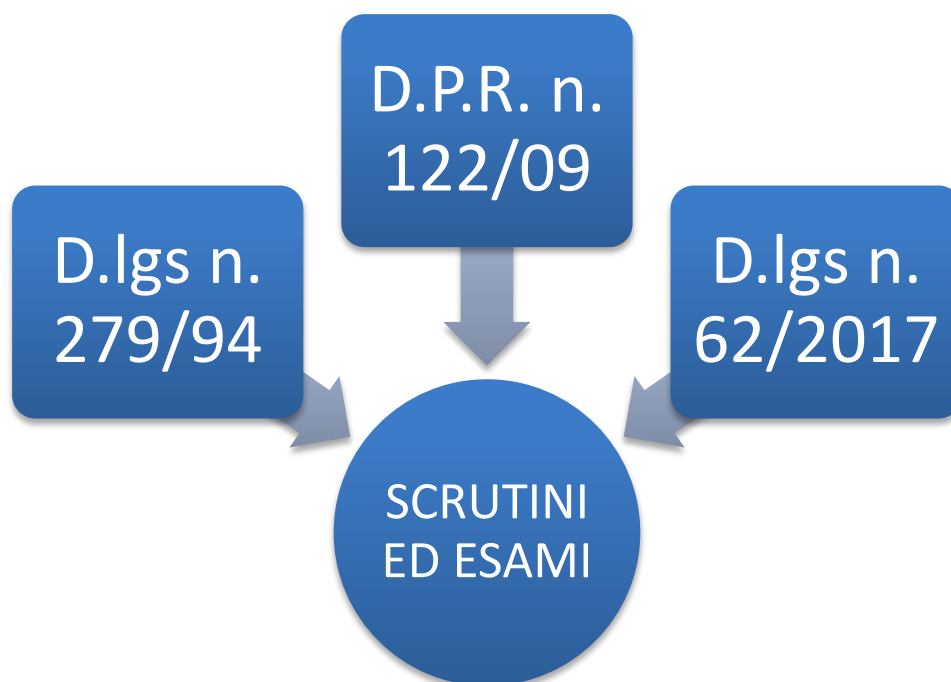 D.P.R. n.
122/09
D.lgs n.
279/94
D.lgs n.
62/2017
SCRUTINI
ED ESAMI